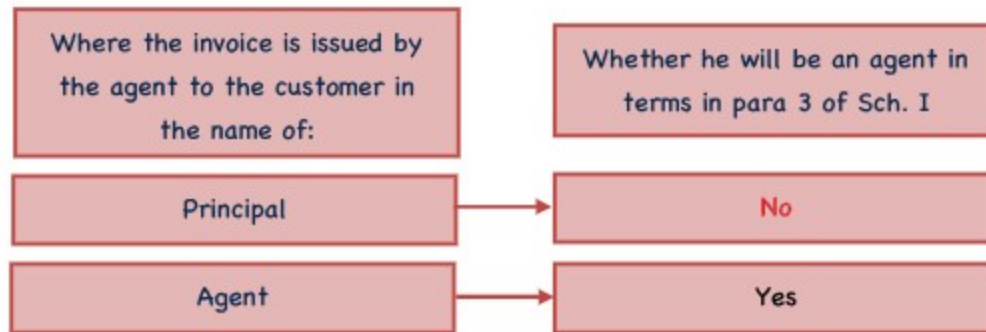 Where the invoice is issued by
the agent to the customer in
the name of:
Whether he will be an agent in
terms in para 3 of Sch. I
Principal
No
Agent
Yes